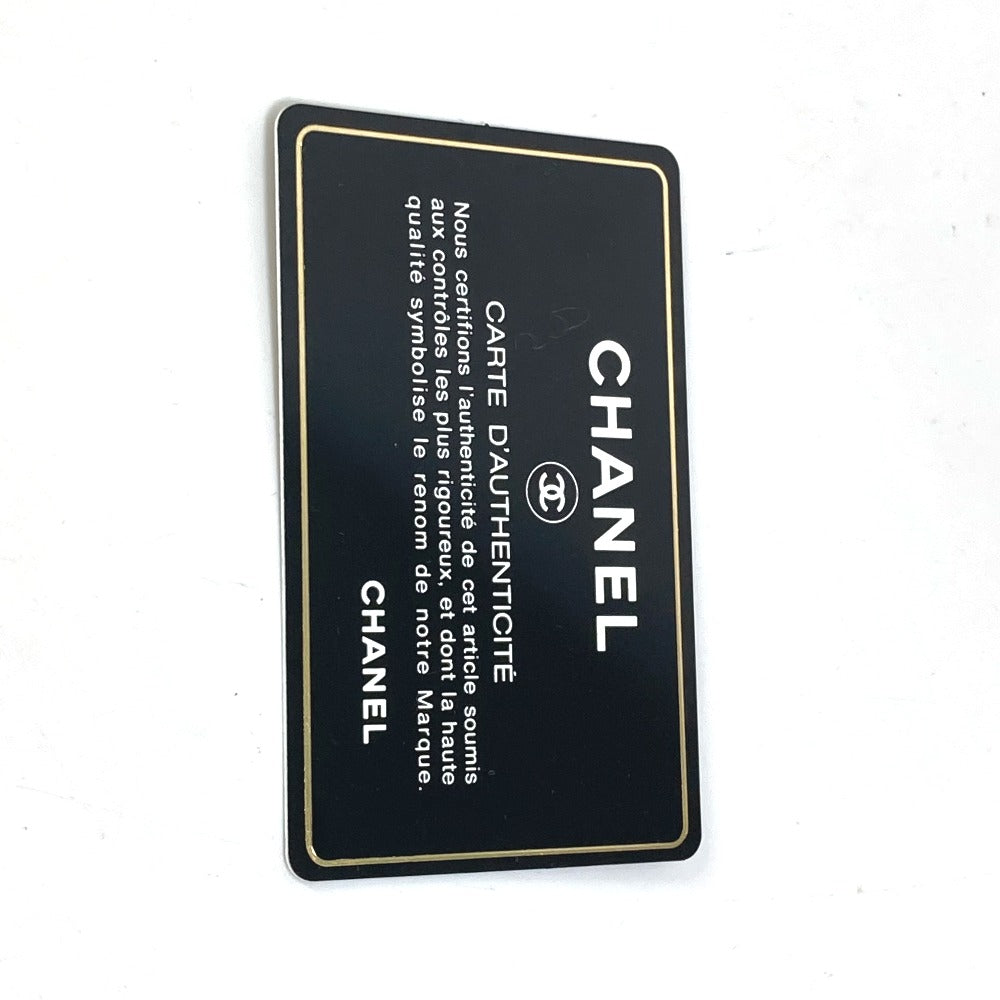 CHANEL
CARTE D'AUTHENTICITÉ
Nous certifions l'authenticité de cet article soumis
aux contrôles les plus rigoureux, et dont la haute
qualité symbolise le renom de notre Marque.
CHANEL